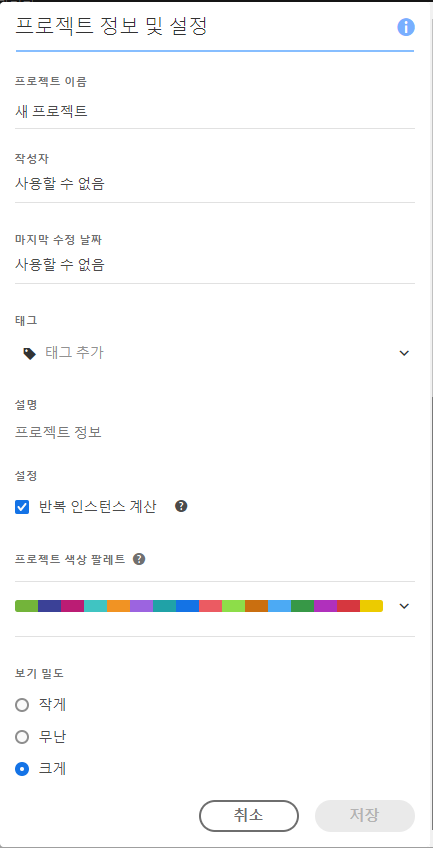 프로젝트 정보 및 설정
프로젝트 이름
새 프로젝트
작성자
사용할 수 없음
마지막 수정 날짜
사용할 수 없음
태그
태그 추가
설명
프로젝트 정보
설정
반복 인스턴스 계산
프로젝트 색상 팔레트
보기 밀도
작게
무난
크게
취소 저장